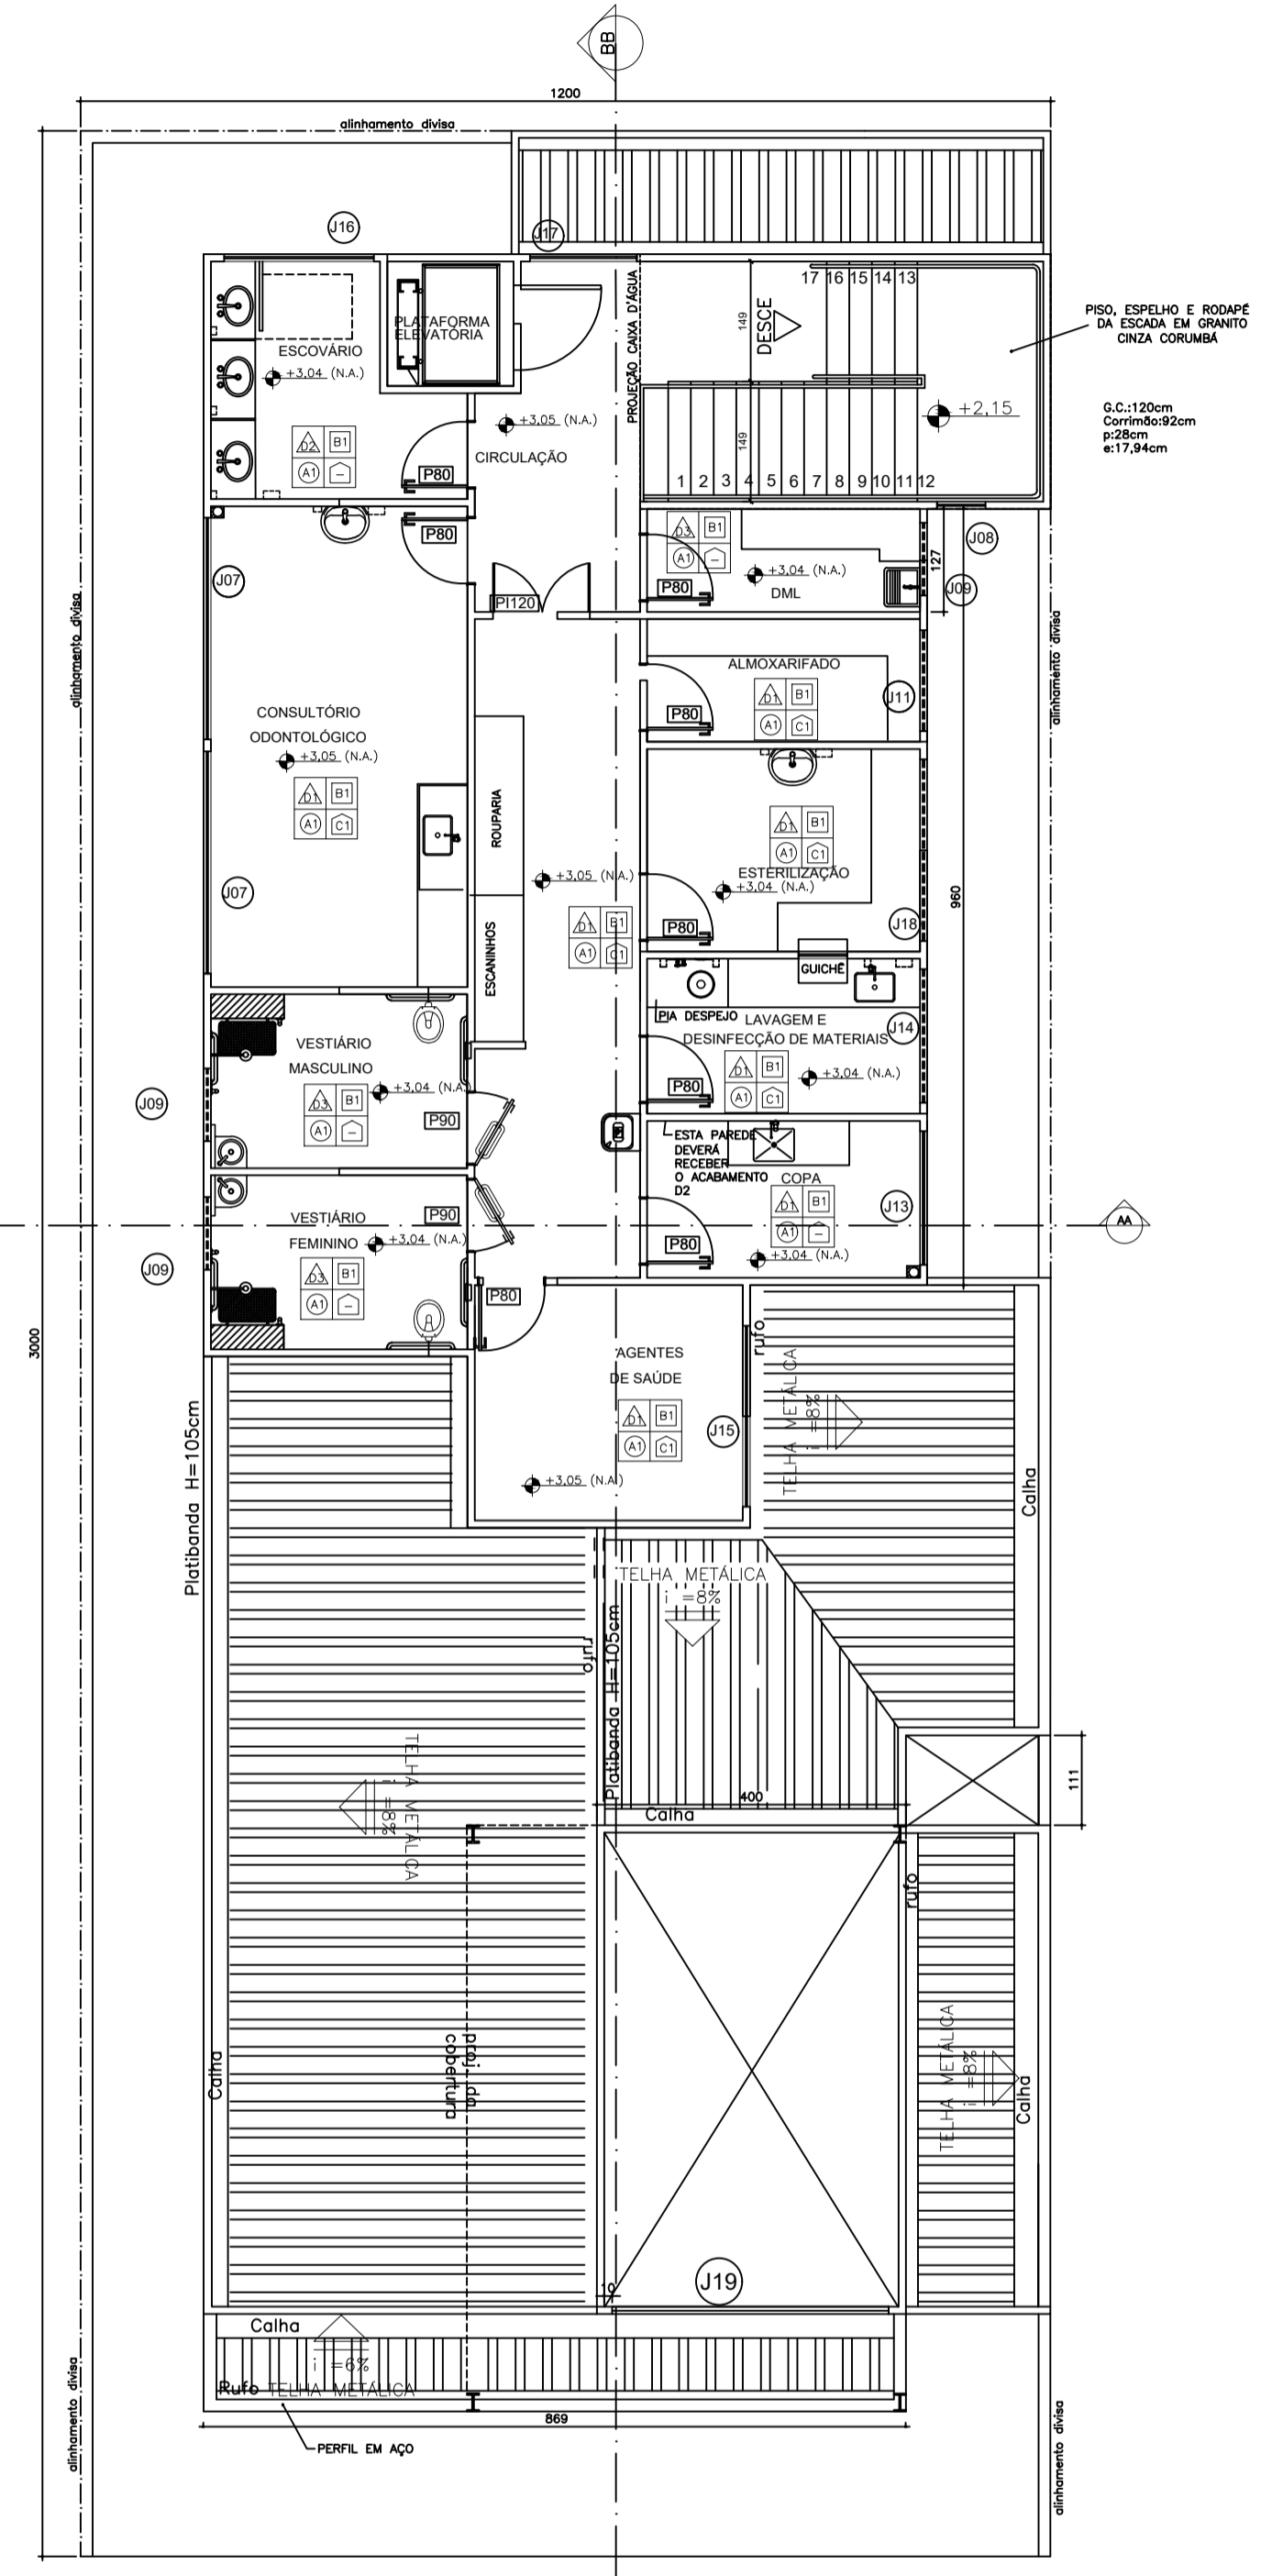 BB
1200
alinhamento divisa
J16
J17
17 16 15 14 13
PROJEÇÃO CAIXA D'ÁGUA
149
DESCE
PISO, ESPELHO E RODAPÉ
DA ESCADA EM GRANITO
CINZA CORUMBÁ
PLATAFORMA
ELEVATÓRIA
ESCOVÁRIO
+3,04 (N.A.)
+3,05 (N.A.)
CIRCULAÇÃO
+2,15
G.C.:120cm
Corrimão:92cm
p:28cm
e:17,94cm
D2 B1
A1 –
P80
149
1 2 3 4 5 6 7 8 9 10 11 12
P80
D3 B1
A1 –
J08
127
J07
P80
+3,04 (N.A.)
DML
J09
PI120
alinhamento divisa
alinhamento divisa
ALMOXARIFADO
D1 B1
A1 C1
J11
P80
CONSULTÓRIO
ODONTOLÓGICO
+3,05 (N.A.)
D1 B1
A1 C1
ROUPARIA
D1 B1
A1 C1
ESTERILIZAÇÃO
+3,04 (N.A.)
+3,05 (N.A.)
J07
960
D1 B1
A1 C1
P80
J18
ESCANINHOS
GUICHÊ
PIA DESPEJO
LAVAGEM E
DESINFECÇÃO DE MATERIAIS
J14
VESTIÁRIO
MASCULINO
+3,04 (N.A.)
D1 B1
A1 C1
+3,04 (N.A.)
P80
D3 B1
A1 –
J09
P90
ESTA PAREDE
DEVERÁ
RECEBER
O ACABAMENTO
D2
COPA
D1 B1
A1 –
J13
+3,04 (N.A.)
P80
AA
VESTIÁRIO
FEMININO
P90
+3,04 (N.A.)
J09
D3 B1
A1 –
P80
3000
AGENTES
DE SAÚDE
rufo
TELHA METÁLICA
i =8%
D1 B1
A1 C1
J15
+3,05 (N.A.)
Platibanda H=105cm
Calha
TELHA METÁLICA
i =8%
rufo
Platibanda H=105cm
TELHA METÁLICA
i =8%
111
400
Calha
rufo
proj. da
cobertura
Calha
TELHA METÁLICA
i =8%
Calha
J19
10
Calha
i =6%
Rufo
TELHA METÁLICA
869
PERFIL EM AÇO
alinhamento divisa
alinhamento divisa